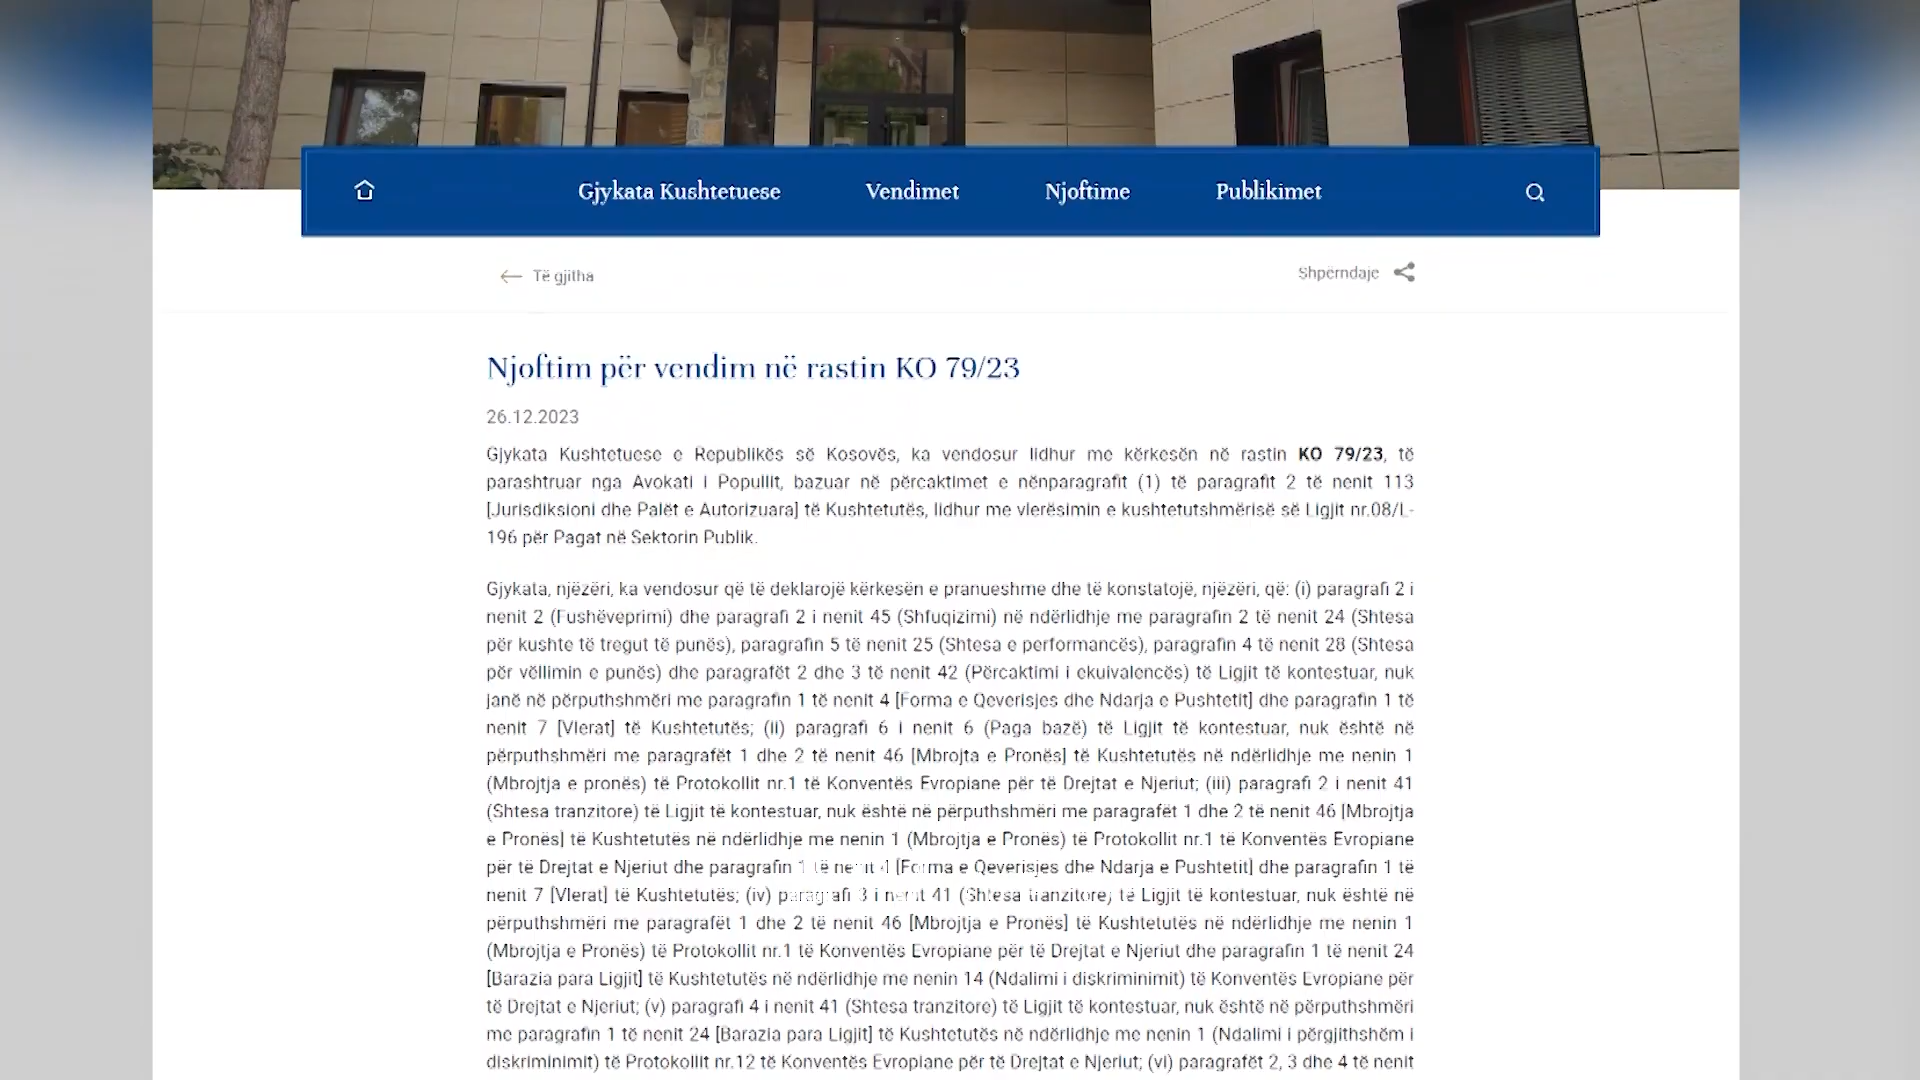 Gjykata Kushtetuese
Vendimet
Njoftime
Publikimet
Të gjitha
Shpërndaje
Njoftim për vendim në rastin KO 79/23
26.12.2023
Gjykata Kushtetuese e Republikës së Kosovës, ka vendosur lidhur me kërkesën në rastin KO 79/23, të
parashtruar nga Avokati i Popullit, bazuar në përcaktimet e nënparagrafit (1) të paragrafit 2 të nenit 113
[Jurisdiksioni dhe Palët e Autorizuara] të Kushtetutës, lidhur me vlerësimin e kushtetutshmërisë së Ligjit nr.08/L-
196 për Pagat në Sektorin Publik.
Gjykata, njëzëri, ka vendosur që të deklarojë kërkesën e pranueshme dhe të konstatojë, njëzëri, që: (i) paragrafi 2 i
nenit 2 (Fushëveprimi) dhe paragrafi 2 i nenit 45 (Shfuqizimi) në ndërlidhje me paragrafin 2 të nenit 24 (Shtesa
për kushte të tregut të punës), paragrafin 5 të nenit 25 (Shtesa e performancës), paragrafin 4 të nenit 28 (Shtesa
për vëllimin e punës) dhe paragrafët 2 dhe 3 të nenit 42 (Përcaktimi i ekuivalencës) të Ligjit të kontestuar, nuk
janë në përputhshmëri me paragrafin 1 të nenit 4 [Forma e Qeverisjes dhe Ndarja e Pushtetit] dhe paragrafin 1 të
nenit 7 [Vlerat] të Kushtetutës; (ii) paragrafi 6 i nenit 6 (Paga bazë) të Ligjit të kontestuar, nuk është në
përputhshmëri me paragrafët 1 dhe 2 të nenit 46 [Mbrojta e Pronës] të Kushtetutës në ndërlidhje me nenin 1
(Mbrojtja e pronës) të Protokollit nr.1 të Konventës Evropiane për të Drejtat e Njeriut; (iii) paragrafi 2 i nenit 41
(Shtesa tranzitore) të Ligjit të kontestuar, nuk është në përputhshmëri me paragrafët 1 dhe 2 të nenit 46 [Mbrojtja
e Pronës] të Kushtetutës në ndërlidhje me nenin 1 (Mbrojtja e Pronës) të Protokollit nr.1 të Konventës Evropiane
për të Drejtat e Njeriut dhe paragrafin 1 të nenit 4 [Forma e Qeverisjes dhe Ndarja e Pushtetit] dhe paragrafin 1 të
nenit 7 [Vlerat] të Kushtetutës; (iv) paragrafi 3 i nenit 41 (Shtesa tranzitore) të Ligjit të kontestuar, nuk është në
përputhshmëri me paragrafët 1 dhe 2 të nenit 46 [Mbrojtja e Pronës] të Kushtetutës në ndërlidhje me nenin 1
(Mbrojtja e Pronës) të Protokollit nr.1 të Konventës Evropiane për të Drejtat e Njeriut dhe paragrafin 1 të nenit 24
[Barazia para Ligjit] të Kushtetutës në ndërlidhje me nenin 14 (Ndalimi i diskriminimit) të Konventës Evropiane për
të Drejtat e Njeriut; (v) paragrafi 4 i nenit 41 (Shtesa tranzitore) të Ligjit të kontestuar, nuk është në përputhshmëri
me paragrafin 1 të nenit 24 [Barazia para Ligjit] të Kushtetutës në ndërlidhje me nenin 1 (Ndalimi i përgjithshëm i
diskriminimit) të Protokollit nr.12 të Konventës Evropiane për të Drejtat e Njeriut; (vi) paragrafët 2, 3 dhe 4 të nenit